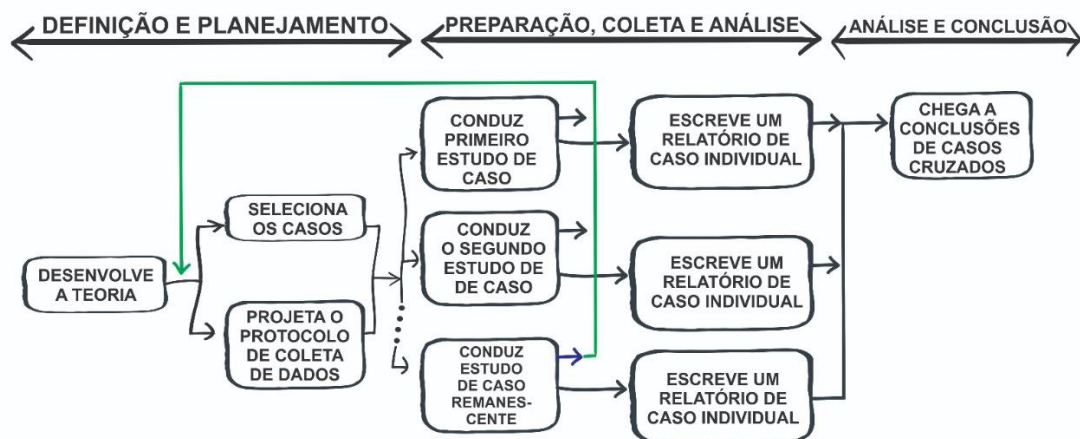 DEFINIÇÃO E PLANEJAMENTO
PREPARAÇÃO, COLETA E ANÁLISE
ANÁLISE E CONCLUSÃO
DESENVOLVE
A TEORIA
SELECIONA
OS CASOS
PROJETA O
PROTOCOLO
DE COLETA
DE DADOS
CONDUZ
PRIMEIRO
ESTUDO DE
CASO
ESCREVE UM
RELATÓRIO DE
CASO INDIVIDUAL
CHEGA A
CONCLUSÕES
DE CASOS
CRUZADOS
CONDUZ
O SEGUNDO
ESTUDO DE
DE CASO
ESCREVE UM
RELATÓRIO DE
CASO INDIVIDUAL
CONDUZ
ESTUDO
DE CASO
REMANES-
CENTE
ESCREVE UM
RELATÓRIO DE
CASO INDIVIDUAL